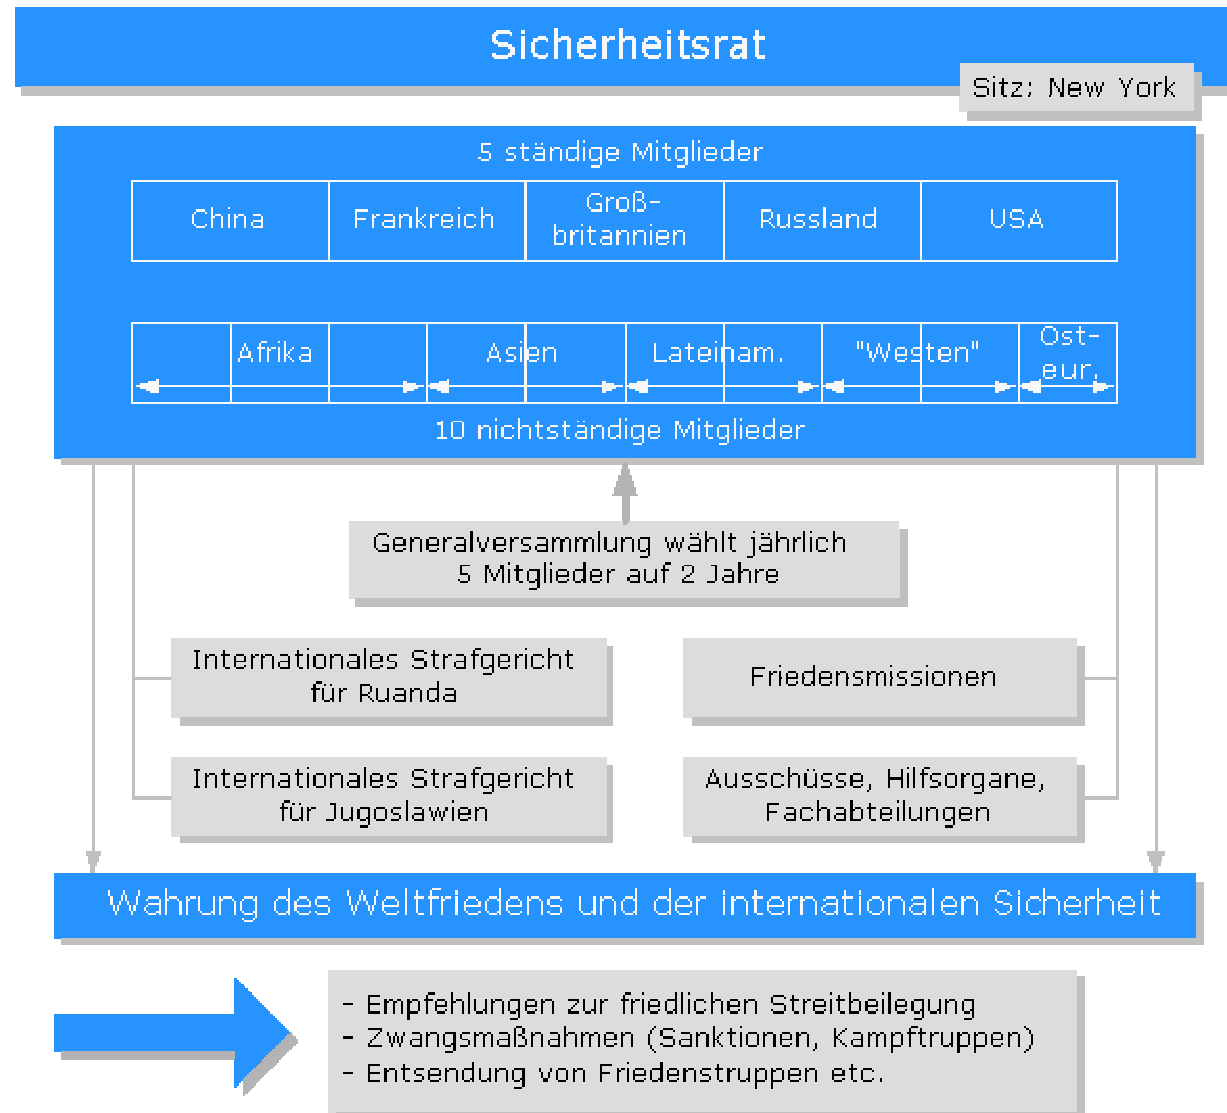 Sicherheitsrat
Sitz: New York
5 ständige Mitglieder
China
Frankreich
Groß-
britannien
Russland
USA
Afrika
Asien
Lateinam.
"Westen"
Ost-
eur.
10 nichtständige Mitglieder
Generalversammlung wählt jährlich
5 Mitglieder auf 2 Jahre
Internationales Strafgericht
für Ruanda
Friedensmissionen
Internationales Strafgericht
für Jugoslawien
Ausschüsse, Hilfsorgane,
Fachabteilungen
Wahrung des Weltfriedens und der internationalen Sicherheit
- Empfehlungen zur friedlichen Streitbeilegung
- Zwangsmaßnahmen (Sanktionen, Kampftruppen)
- Entsendung von Friedenstruppen etc.